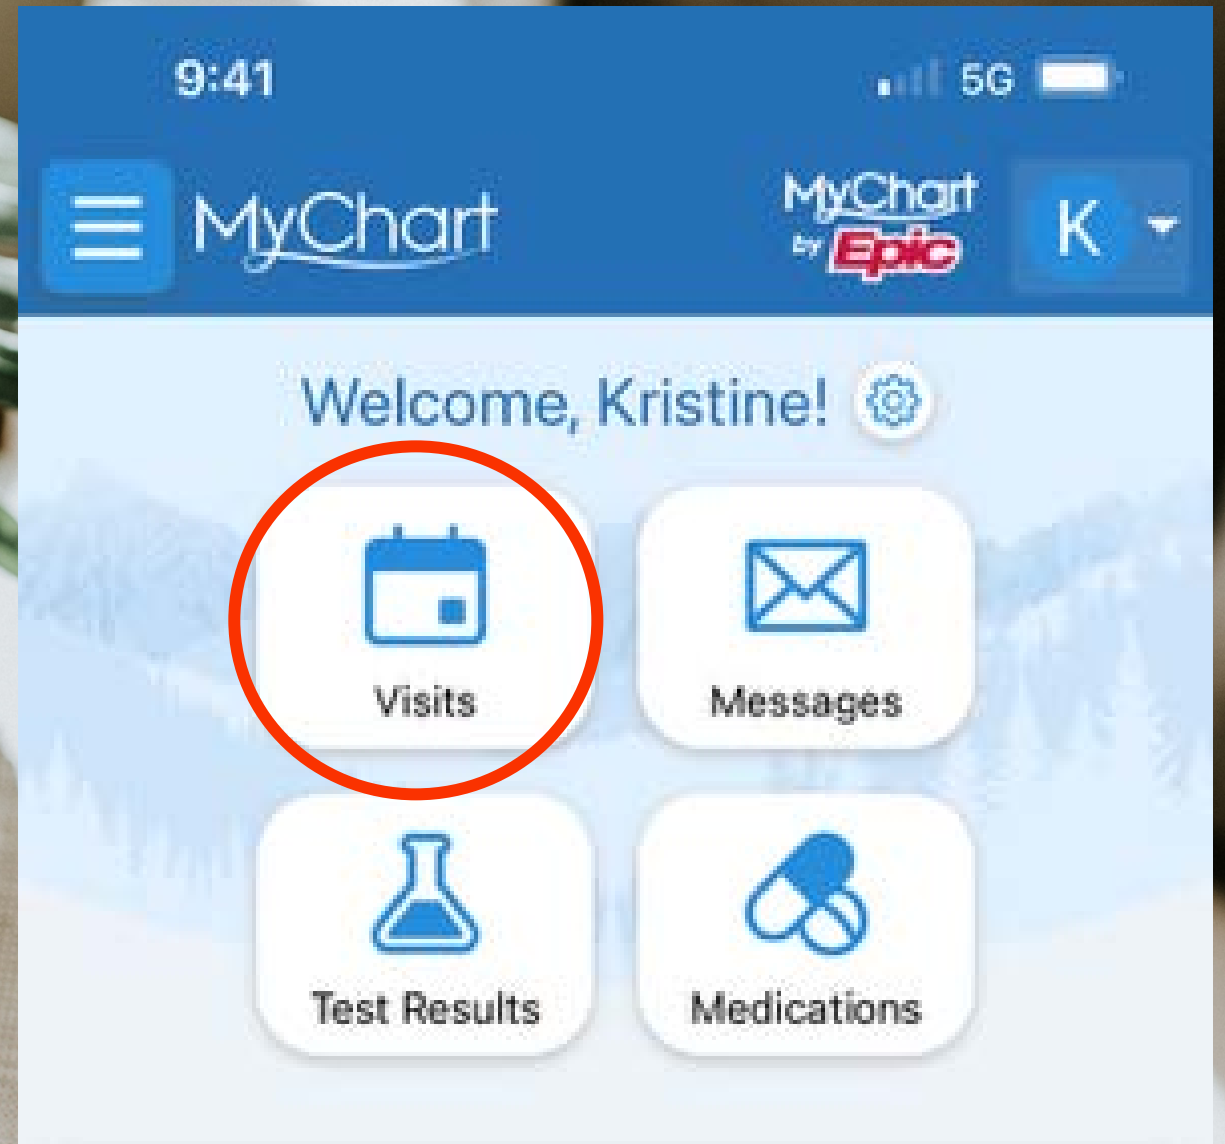 9:41 5G
MyChart MyChart by Epic K
Welcome, Kristine!
Visits Messages
Test Results Medications